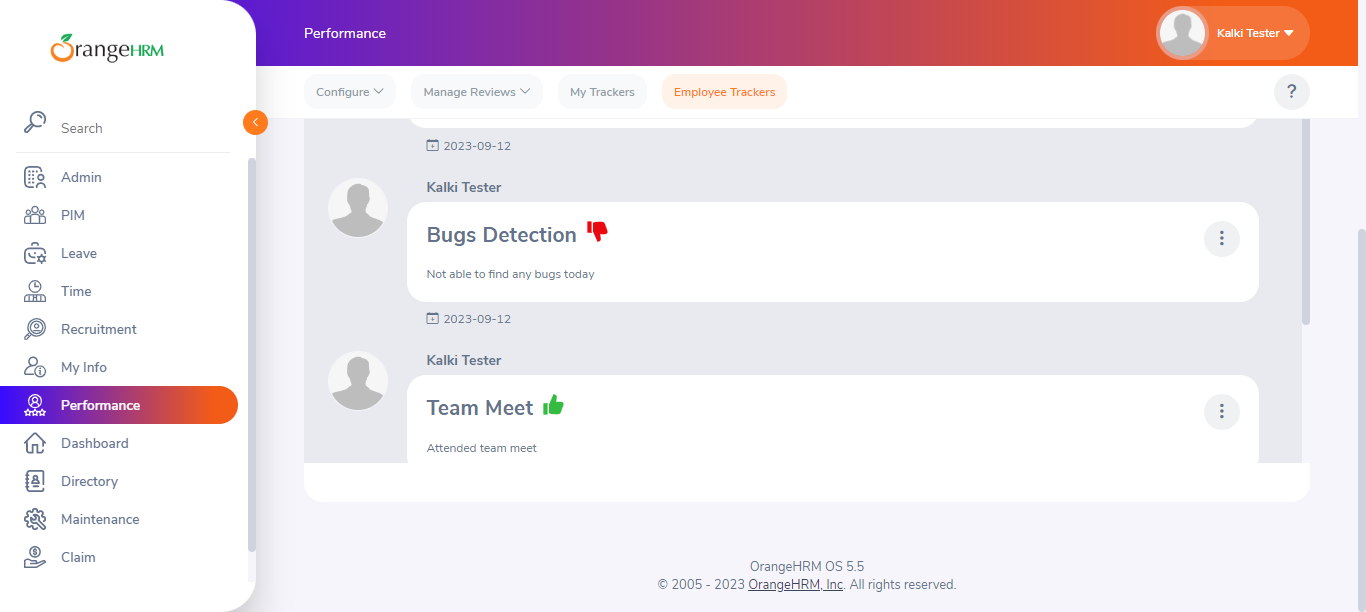 OrangeHRM
Search
Admin
PIM
Leave
Time
Recruitment
My Info
Performance
Dashboard
Directory
Maintenance
Claim
Performance
Kalki Tester
Configure
Manage Reviews
My Trackers
Employee Trackers
?
2023-09-12
Kalki Tester
Bugs Detection
Not able to find any bugs today
2023-09-12
Kalki Tester
Team Meet
Attended team meet
OrangeHRM OS 5.5
© 2005 - 2023 OrangeHRM, Inc. All rights reserved.